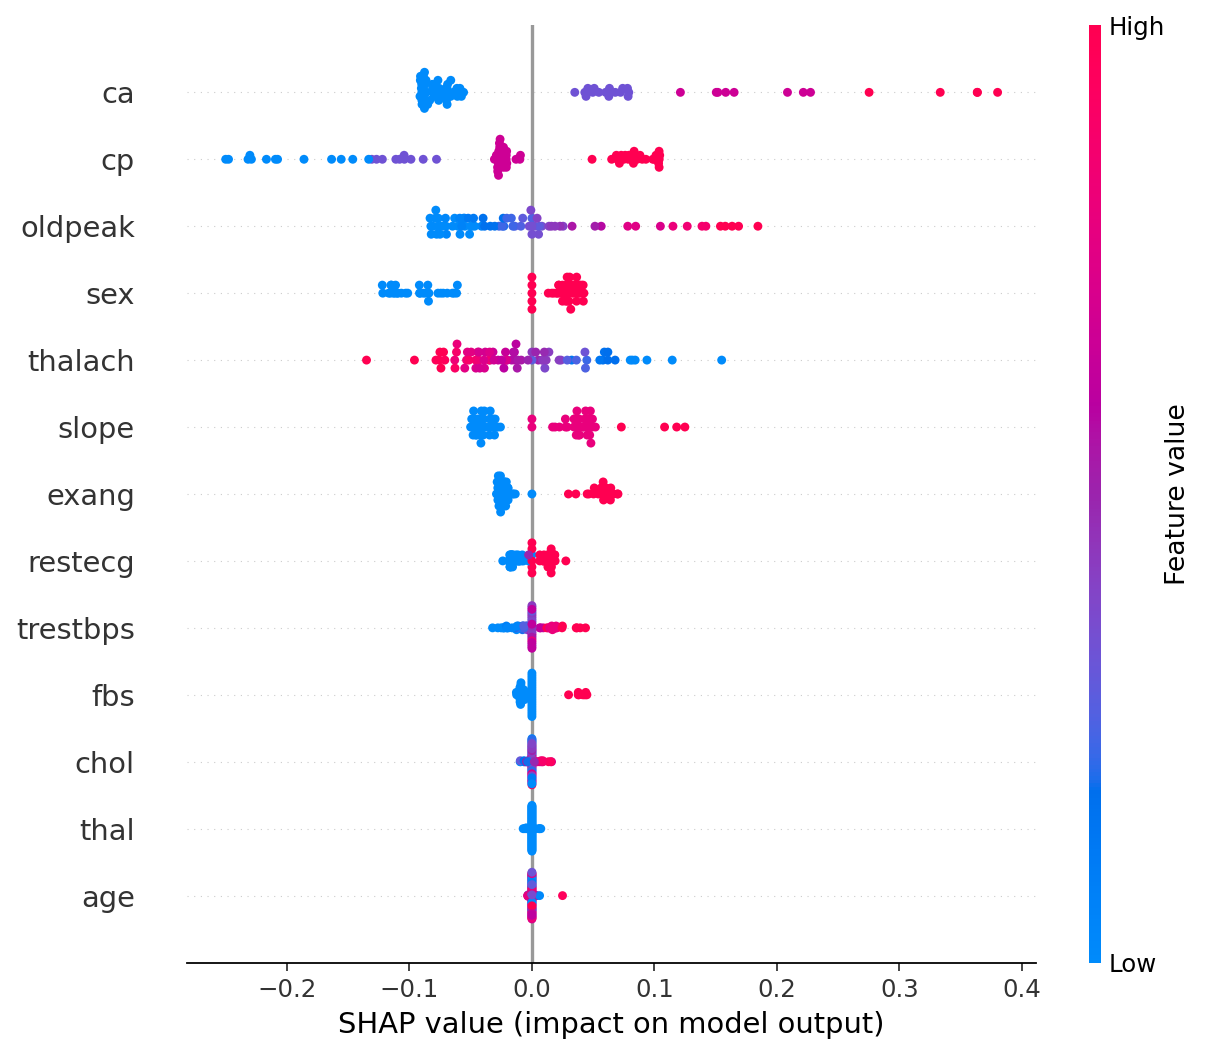 High
ca
cp
oldpeak
sex
thalach
slope
exang
restecg
trestbps
fbs
chol
thal
age
Feature value
Low
−0.2 −0.1 0.0 0.1 0.2 0.3 0.4
SHAP value (impact on model output)